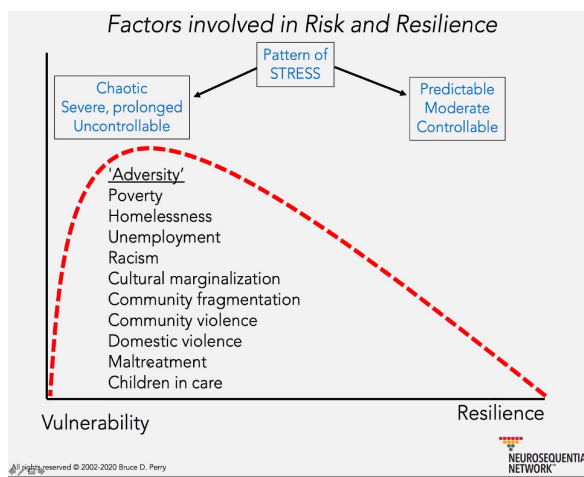 Factors involved in Risk and Resilience
Pattern of
STRESS
Chaotic
Severe, prolonged
Uncontrollable
Predictable
Moderate
Controllable
'Adversity'
Poverty
Homelessness
Unemployment
Racism
Cultural marginalization
Community fragmentation
Community violence
Domestic violence
Maltreatment
Children in care
Vulnerability
Resilience
All rights reserved © 2002-2020 Bruce D. Perry
NEUROSEQUENTIA
NETWORK™